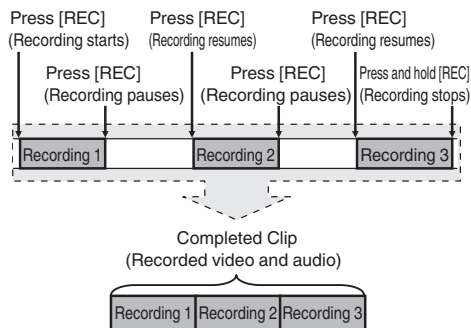 Press [REC]
(Recording starts)
Press [REC]
(Recording resumes)
Press [REC]
(Recording resumes)
Press [REC]
(Recording pauses)
Press [REC]
(Recording pauses)
Press and hold [REC]
(Recording stops)
Recording 1
Recording 2
Recording 3
Completed Clip
(Recorded video and audio)
Recording 1
Recording 2
Recording 3